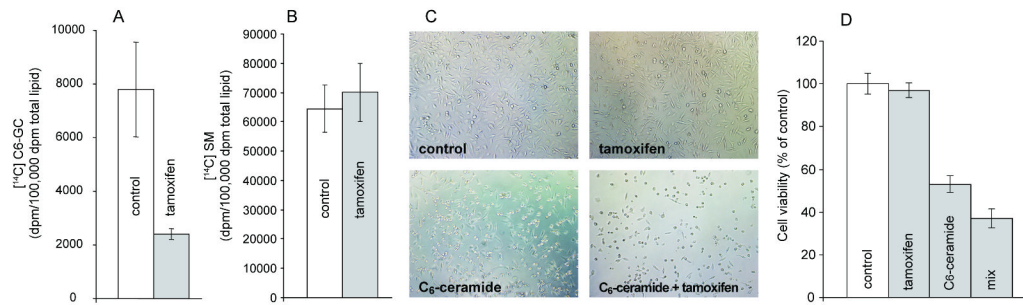 A
[¹⁴C] C6-GC
(dpm/100,000 dpm total lipid)
10000
8000
6000
4000
2000
0
control
tamoxifen
B
[¹⁴C] SM
(dpm/100,000 dpm total lipid)
90000
80000
70000
60000
50000
40000
30000
20000
10000
0
control
tamoxifen
C
control
tamoxifen
C₆-ceramide
C₆-ceramide + tamoxifen
D
Cell viability (% of control)
120
100
80
60
40
20
0
control
tamoxifen
C6-ceramide
mix